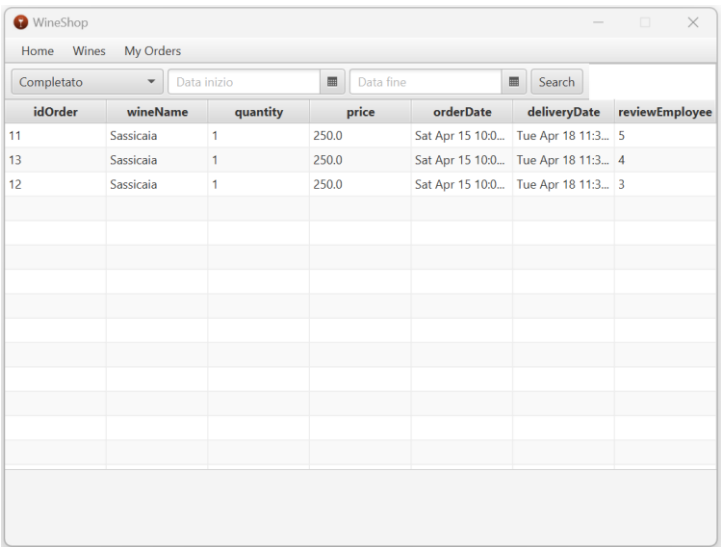 WineShop
Home Wines My Orders
Completato Data inizio Data fine Search
idOrder wineName quantity price orderDate deliveryDate reviewEmployee
11 Sassicaia 1 250.0 Sat Apr 15 10:0... Tue Apr 18 11:3... 5
13 Sassicaia 1 250.0 Sat Apr 15 10:0... Tue Apr 18 11:3... 4
12 Sassicaia 1 250.0 Sat Apr 15 10:0... Tue Apr 18 11:3... 3